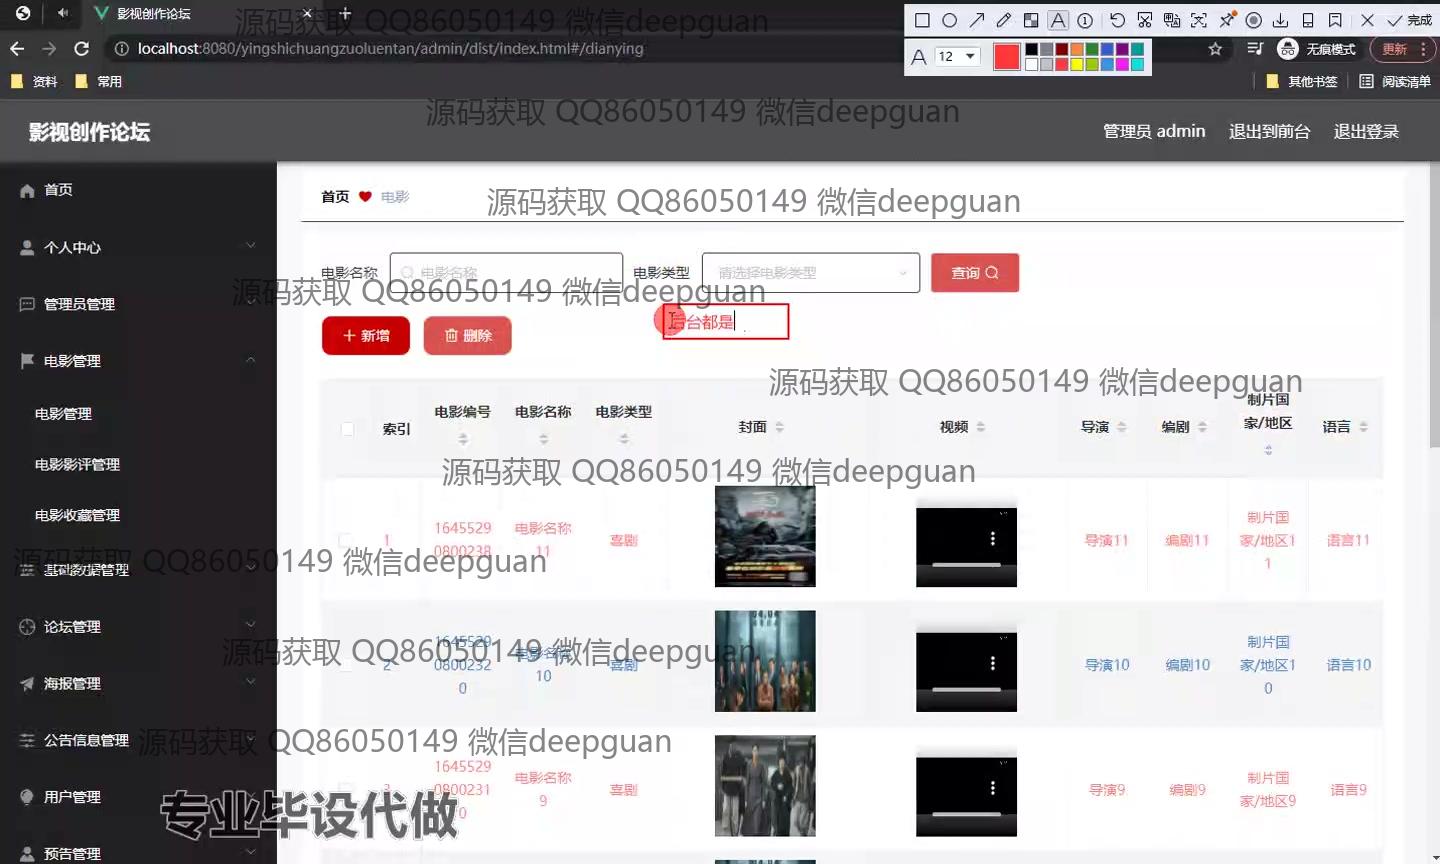 影视创作论坛
源码获取 QQ86050149 微信deepguan
12
完成
localhost:8080/yingshichuangzuoluentan/admin/dist/index.html#/dianying
无痕模式
更新
资料
常用
其他书签
阅读清单
源码获取 QQ86050149 微信deepguan
影视创作论坛
管理员 admin
退出到前台
退出登录
首页
个人中心
管理员管理
电影管理
电影管理
电影影评管理
电影收藏管理
基础数据管理
论坛管理
海报管理
公告信息管理
用户管理
预告管理
首页
电影
源码获取 QQ86050149 微信deepguan
电影名称
电影名称
电影类型
请选择电影类型
查询
源码获取 QQ86050149 微信deepguan
后台都是
新增
删除
源码获取 QQ86050149 微信deepguan
索引
电影编号
电影名称
电影类型
封面
视频
导演
编剧
制片国
家/地区
语言
源码获取 QQ86050149 微信deepguan
1
1645529
0800238
电影名称
11
喜剧
导演11
编剧11
制片国
家/地区1
1
语言11
源码获取 QQ86050149 微信deepguan
2
1645529
0800232
0
电影名称
10
喜剧
导演10
编剧10
制片国
家/地区1
0
语言10
源码获取 QQ86050149 微信deepguan
源码获取 QQ86050149 微信deepguan
3
1645529
0800231
0
电影名称
9
喜剧
导演9
编剧9
制片国
家/地区9
语言9
专业毕设代做